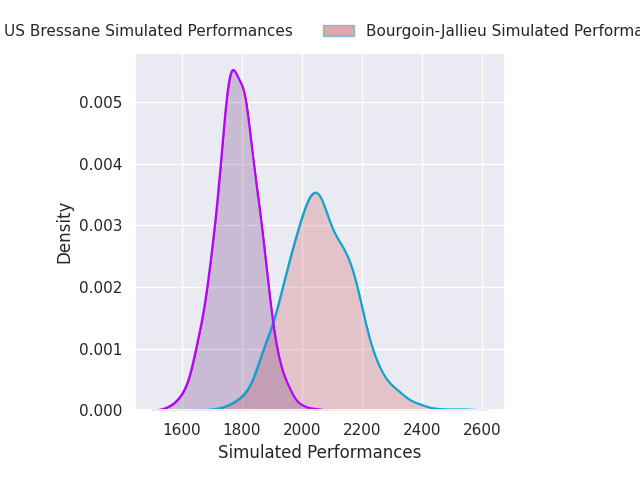 US Bressane Simulated Performances
Bourgoin-Jallieu Simulated Performa
0.005
0.004
0.003
0.002
0.001
0.000
Density
1600 1800 2000 2200 2400 2600
Simulated Performances